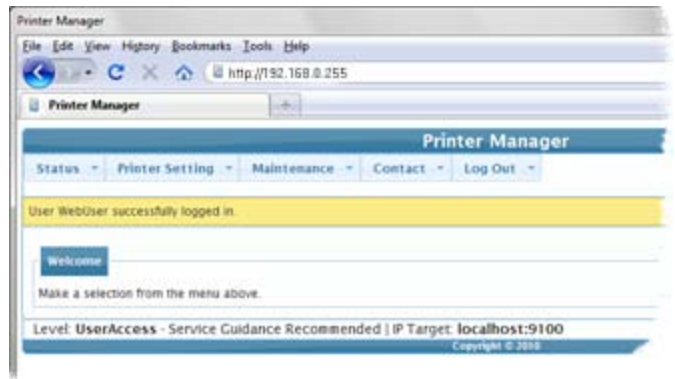 Printer Manager
File Edit View History Bookmarks Tools Help
http://192.168.0.255
Printer Manager
Printer Manager
Status Printer Setting Maintenance Contact Log Out
User WebUser successfully logged in.
Welcome
Make a selection from the menu above.
Level: UserAccess - Service Guidance Recommended | IP Target: localhost:9100
Copyright © 2010